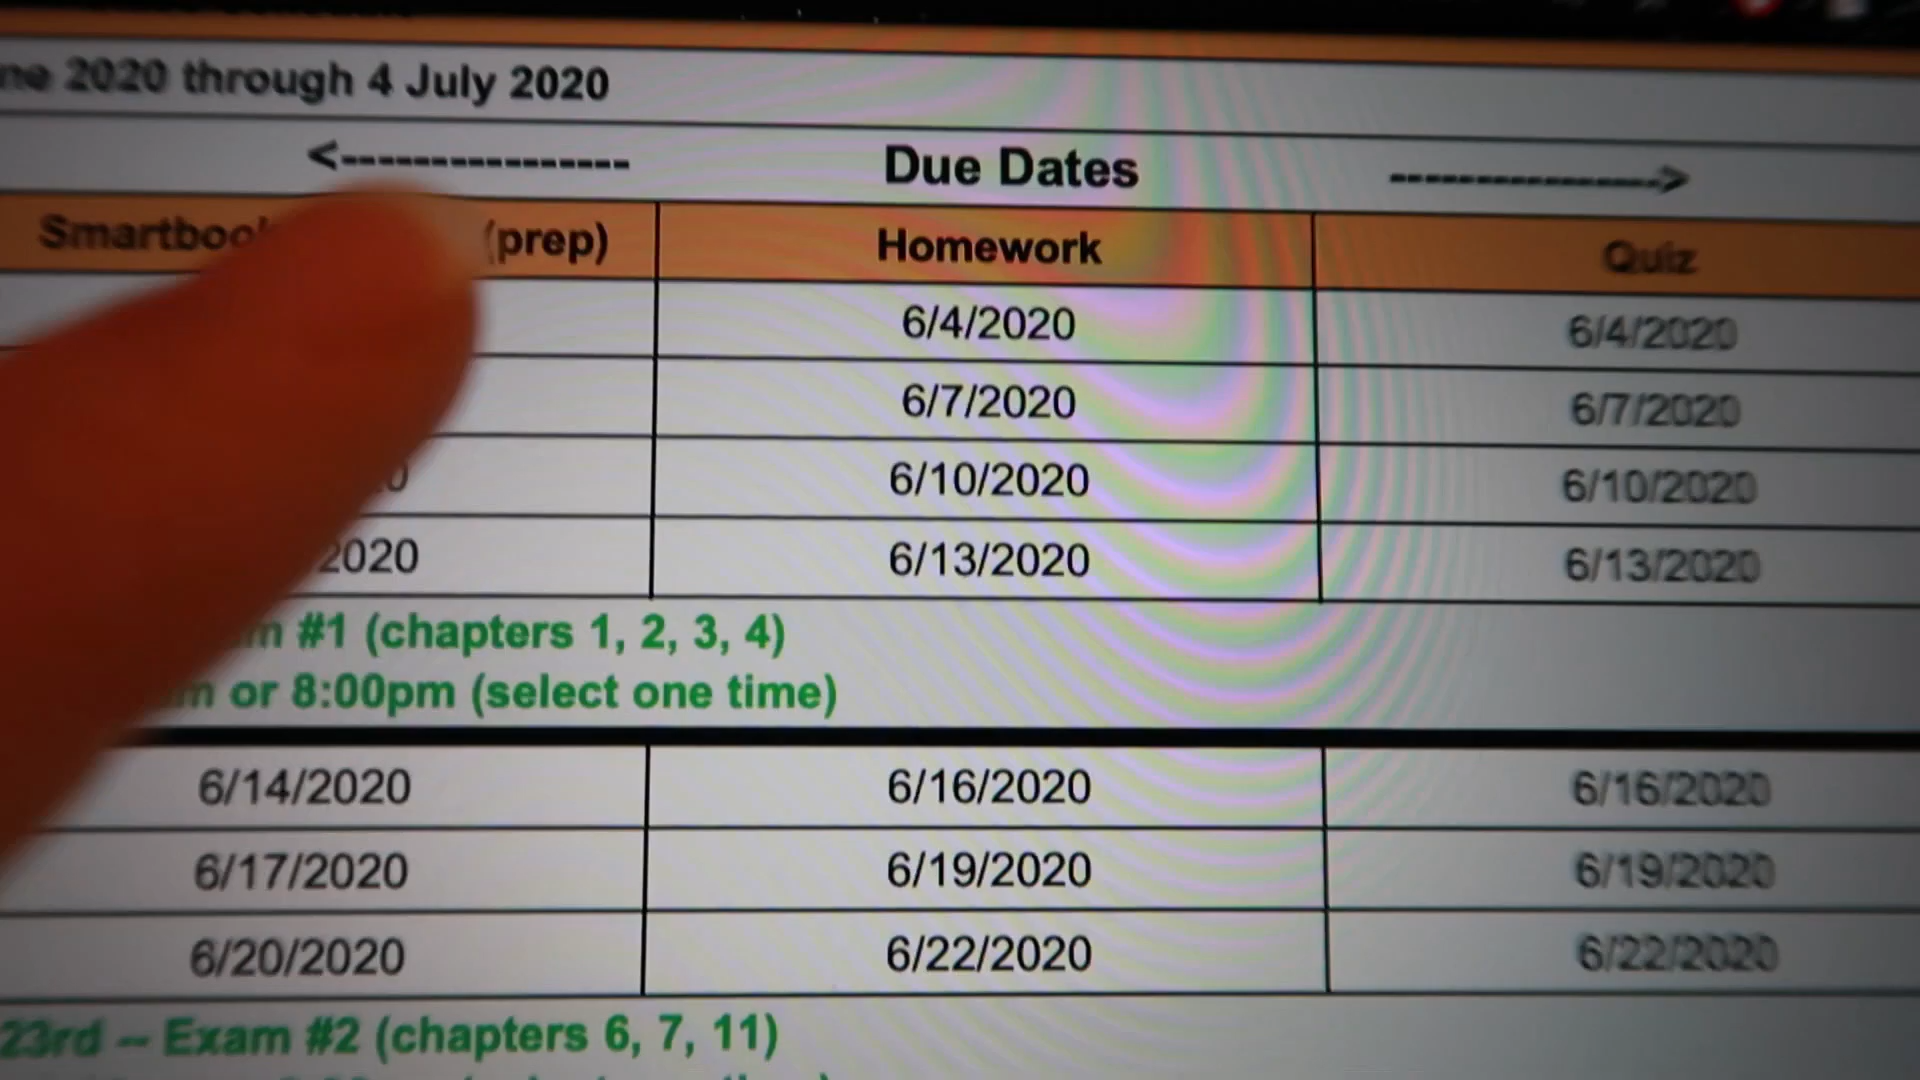 2020 through 4 July 2020
<---------------- Due Dates ---------------->
(prep) Homework Quiz
6/4/2020 6/4/2020
6/7/2020 6/7/2020
6/10/2020 6/10/2020
2020 6/13/2020 6/13/2020
#1 (chapters 1, 2, 3, 4)
or 8:00pm (select one time)
6/14/2020 6/16/2020 6/16/2020
6/17/2020 6/19/2020 6/19/2020
6/20/2020 6/22/2020 6/22/2020
23rd – Exam #2 (chapters 6, 7, 11)